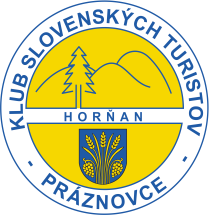 KLUB SLOVENSKÝCH TURISTOV
HORŇAN
- PRÁZNOVCE -